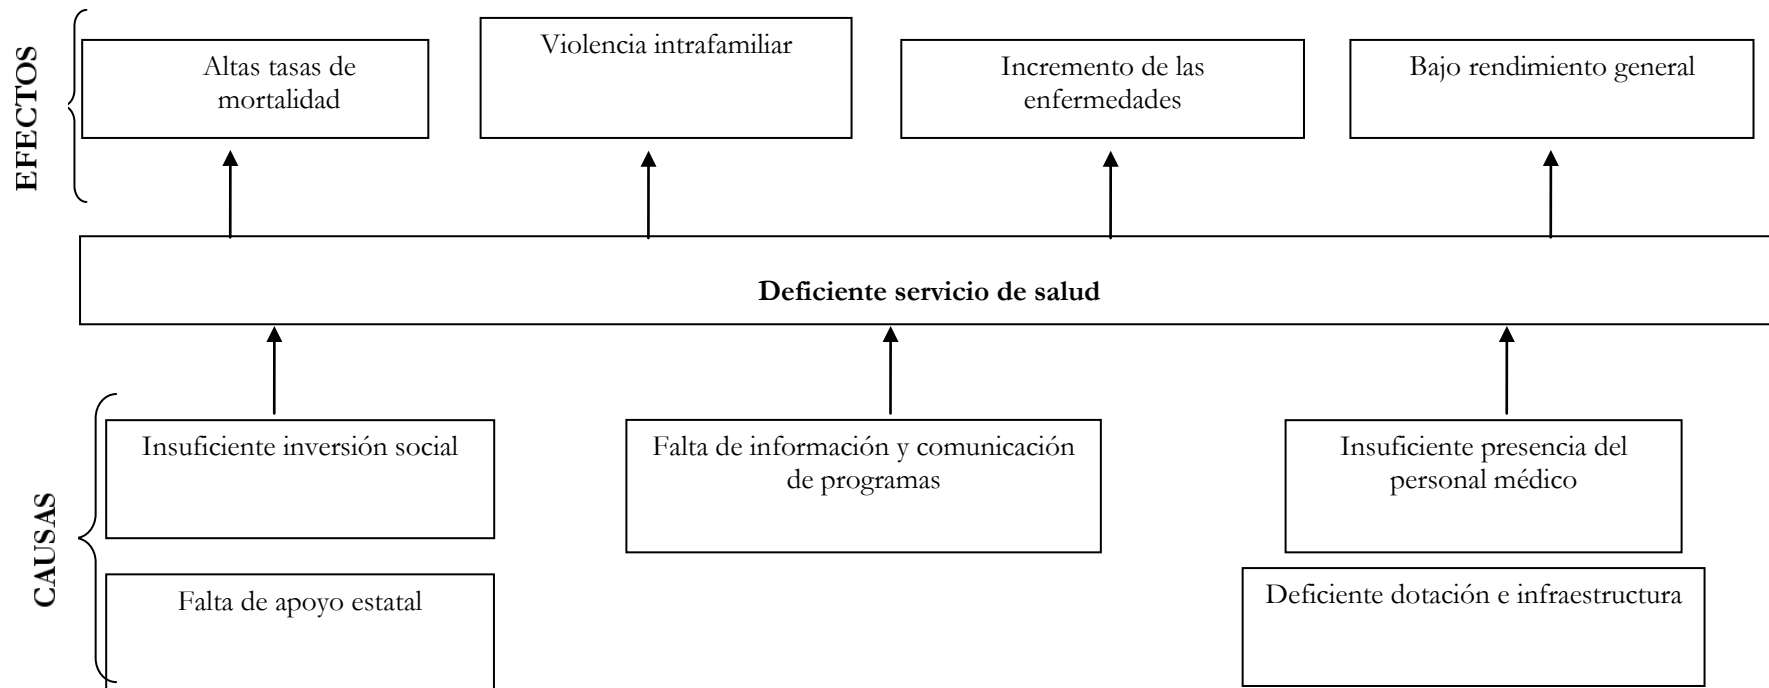 EFECTOS
Altas tasas de
mortalidad
Violencia intrafamiliar
Incremento de las
enfermedades
Bajo rendimiento general
Deficiente servicio de salud
CAUSAS
Insuficiente inversión social
Falta de información y comunicación
de programas
Insuficiente presencia del
personal médico
Falta de apoyo estatal
Deficiente dotación e infraestructura